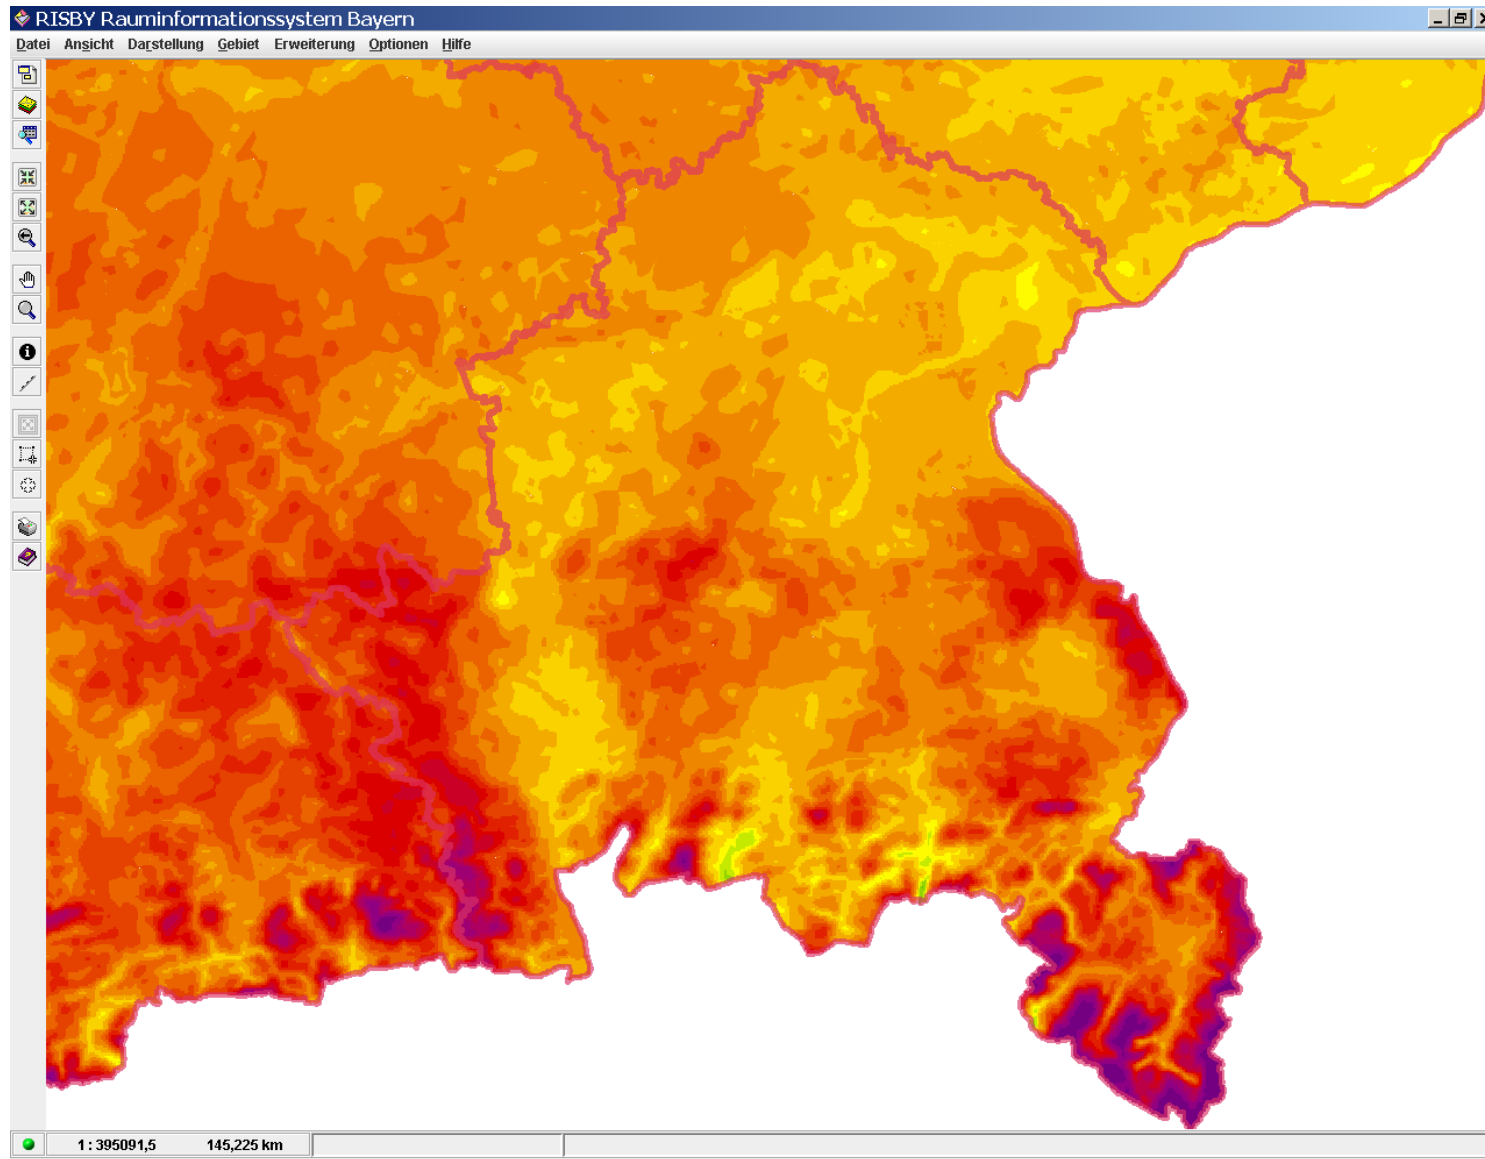 RISBY Rauminformationssystem Bayern
Datei Ansicht Darstellung Gebiet Erweiterung Optionen Hilfe
1 : 395091,5 145,225 km